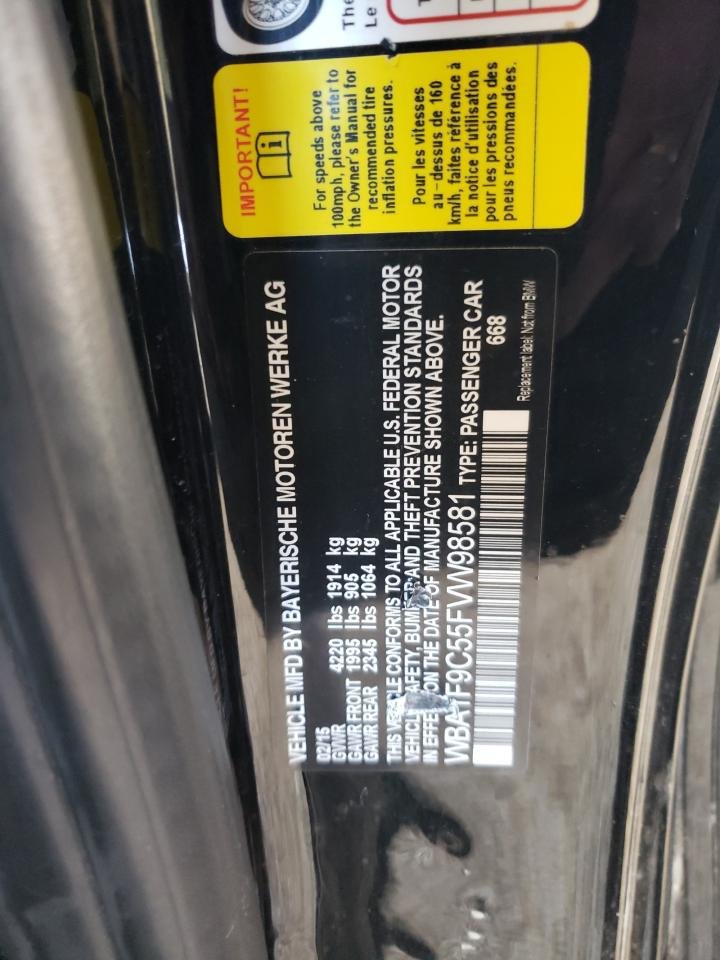 VEHICLE MFD BY BAYERISCHE MOTOREN WERKE AG
02/15
GVWR 4220 lbs 1914 kg
GAWR FRONT 1995 lbs 905 kg
GAWR REAR 2345 lbs 1064 kg
THIS CONFORMS TO ALL APPLICABLE U.S. FEDERAL MOTOR
SAFETY, AND THEFT PREVENTION STANDARDS
IN ON THE DATE OF MANUFACTURE SHOWN ABOVE.
WBA1F9C55FVW98581 TYPE: PASSENGER CAR
668
Replacement label: Not from BMW
IMPORTANT!
For speeds above
100mph, please refer to
the Owner's Manual for
recommended tire
inflation pressures.
Pour les vitesses
au-dessus de 160
km/h, faites référence à
la notice d'utilisation
pour les pressions des
pneus recommandées.
The
Le